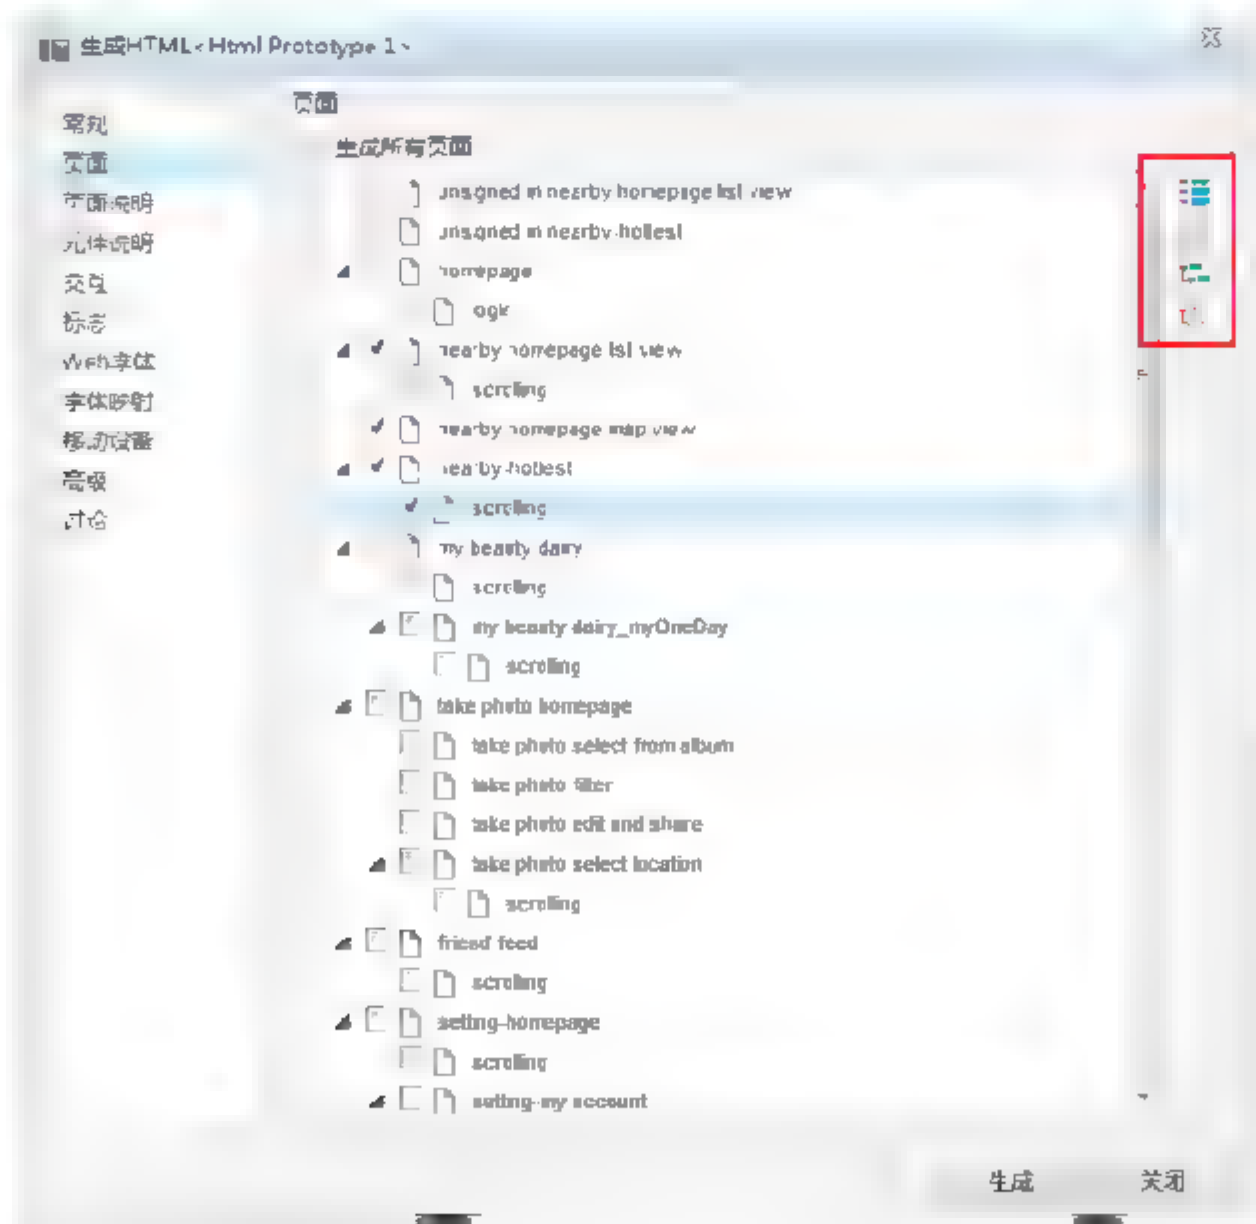 生成HTML<Html Prototype 1>
常规
页面
页面说明
元件说明
交互
标志
Web字体
字体映射
移动设备
高级
讨论
页面
生成所有页面
unsigned in nearby homepage list view
unsigned in nearby-hottest
homepage
nearby homepage list view
scrolling
nearby homepage map view
nearby-hottest
scrolling
my beauty dairy
scrolling
my beauty dairy_myOneDay
scrolling
take photo homepage
take photo select from album
take photo filter
take photo edit and share
take photo select location
scrolling
friend feed
scrolling
setting-homepage
scrolling
setting-my account
生成
关闭